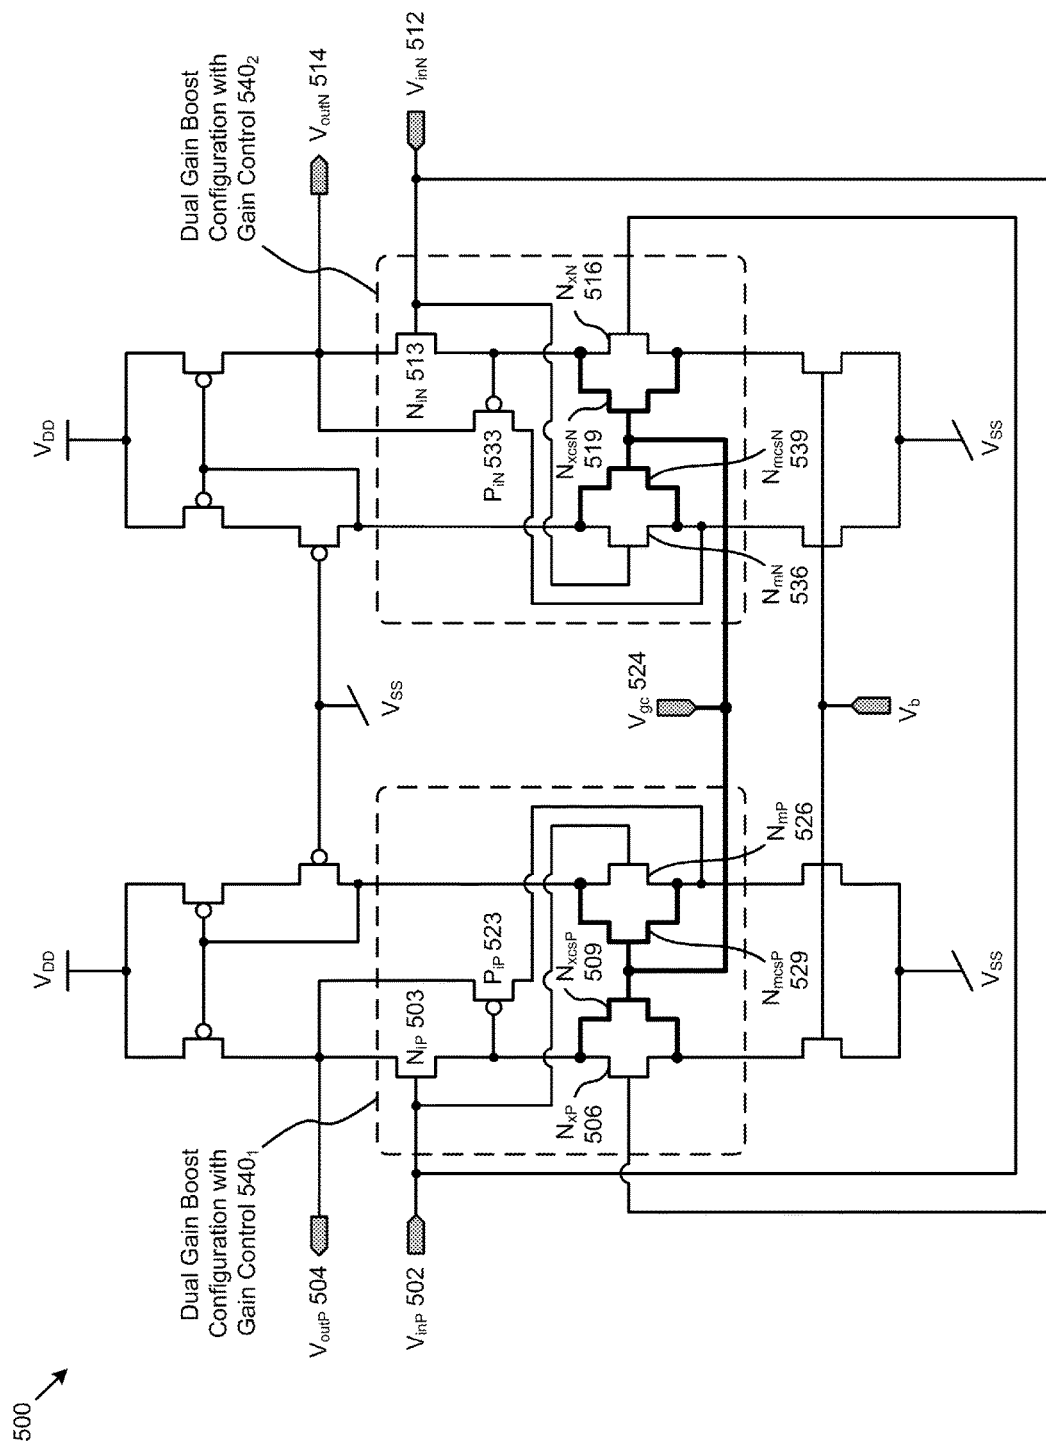 500
Dual Gain Boost
Configuration with
Gain Control 540₁
Dual Gain Boost
Configuration with
Gain Control 540₂
V_DD
V_DD
V_outP 504
V_outN 514
V_SS
V_inP 502
V_inN 512
N_iP 503
N_iN 513
P_iP 523
P_iN 533
N_xP
506
N_xcsP
509
N_mcsP
529
N_mP
526
V_gc 524
N_mN
536
N_mcsN
539
N_xcsN
519
N_xN
516
V_b
V_SS
V_SS